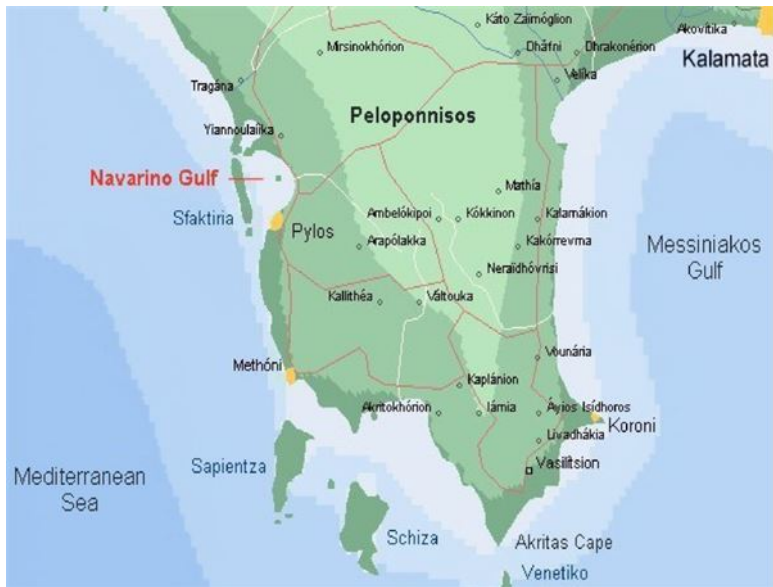 Káto Zaimóglion
Akovítika
Mirsinokhórion
Dháfni
Dhrakonérion
Kalamata
Tragána
Velíka
Peloponnisos
Yiannoulaíika
Navarino Gulf
Mathía
Sfaktiria
Ambelókipoi
Kókkinon
Kalamákion
Pylos
Arapólakka
Kakórrevma
Messiniakos
Gulf
Neraïdhóvrisi
Kallithéa
Váltouka
Vounária
Methóni
Kaplánion
Akritokhórion
Iámia
Áyios Isídhoros
Koroni
Livadhákia
Sapientza
Vasilítsion
Mediterranean
Sea
Schiza
Akritas Cape
Venetiko